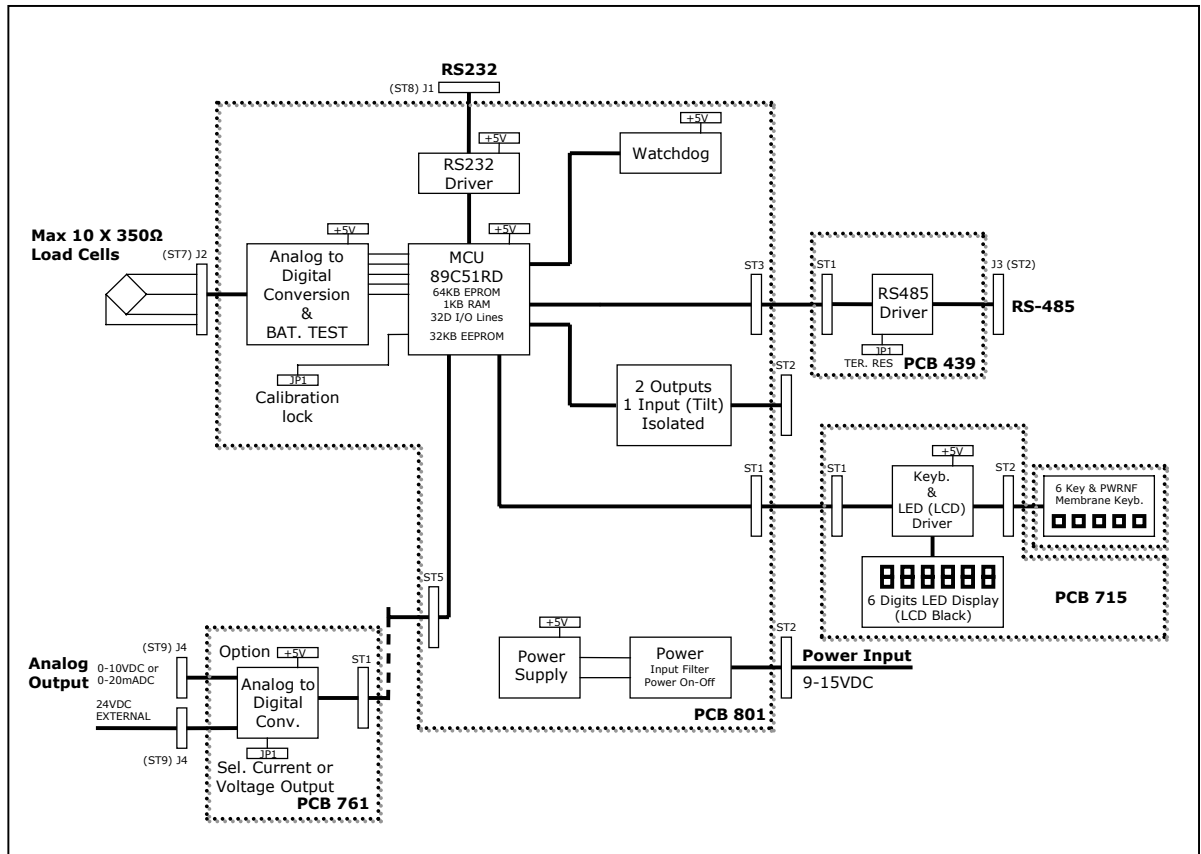 RS232
(ST8) J1
+5V
RS232
Driver
+5V
Watchdog
Max 10 X 350Ω
Load Cells
(ST7) J2
+5V
Analog to
Digital
Conversion
&
BAT. TEST
+5V
MCU
89C51RD
64KB EPROM
1KB RAM
32D I/O Lines
32KB EEPROM
JP1
Calibration
lock
ST3
ST1
RS485
Driver
JP1
TER. RES
PCB 439
J3 (ST2)
RS-485
2 Outputs
1 Input (Tilt)
Isolated
ST2
ST1
ST1
+5V
Keyb.
&
LED (LCD)
Driver
ST2
6 Key & PWRNF
Membrane Keyb.
6 Digits LED Display
(LCD Black)
PCB 715
ST5
+5V
Power
Supply
Power
Input Filter
Power On-Off
ST2
Power Input
9-15VDC
PCB 801
Analog
Output
(ST9) J4
0-10VDC or
0-20mADC
24VDC
EXTERNAL
(ST9) J4
Option
+5V
Analog to
Digital
Conv.
ST1
JP1
Sel. Current or
Voltage Output
PCB 761